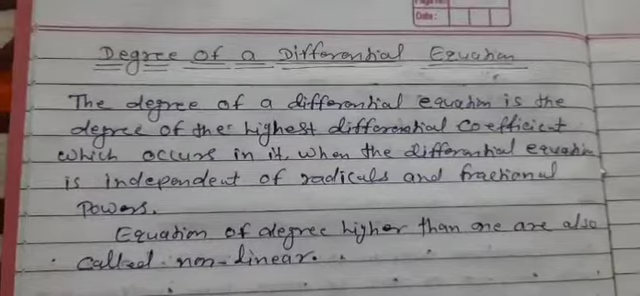 Page No.
Date:
Degree of a Differential Equation
The degree of a differential equation is the
degree of the highest differential coefficient
which occurs in it, when the differential equation
is independent of radicals and fractional
powers.
Equation of degree higher than one are also
called non-linear.